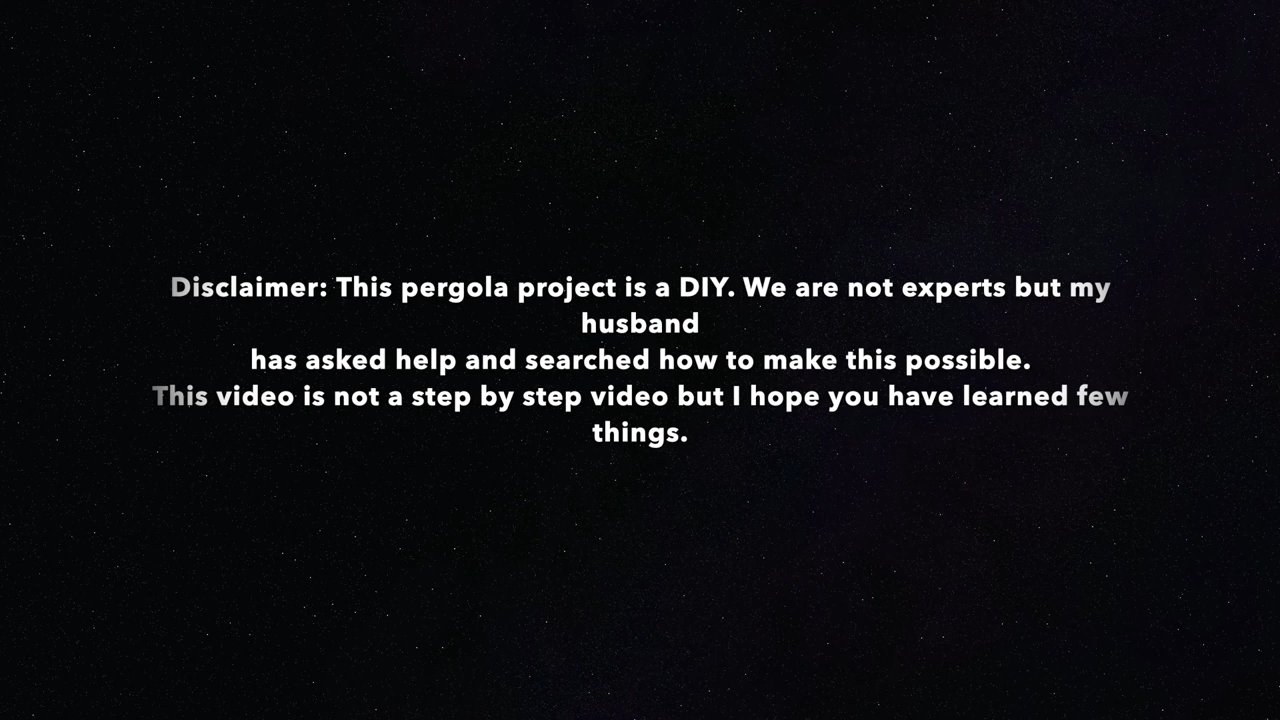 Disclaimer: This pergola project is a DIY. We are not experts but my
husband
has asked help and searched how to make this possible.
This video is not a step by step video but I hope you have learned few
things.